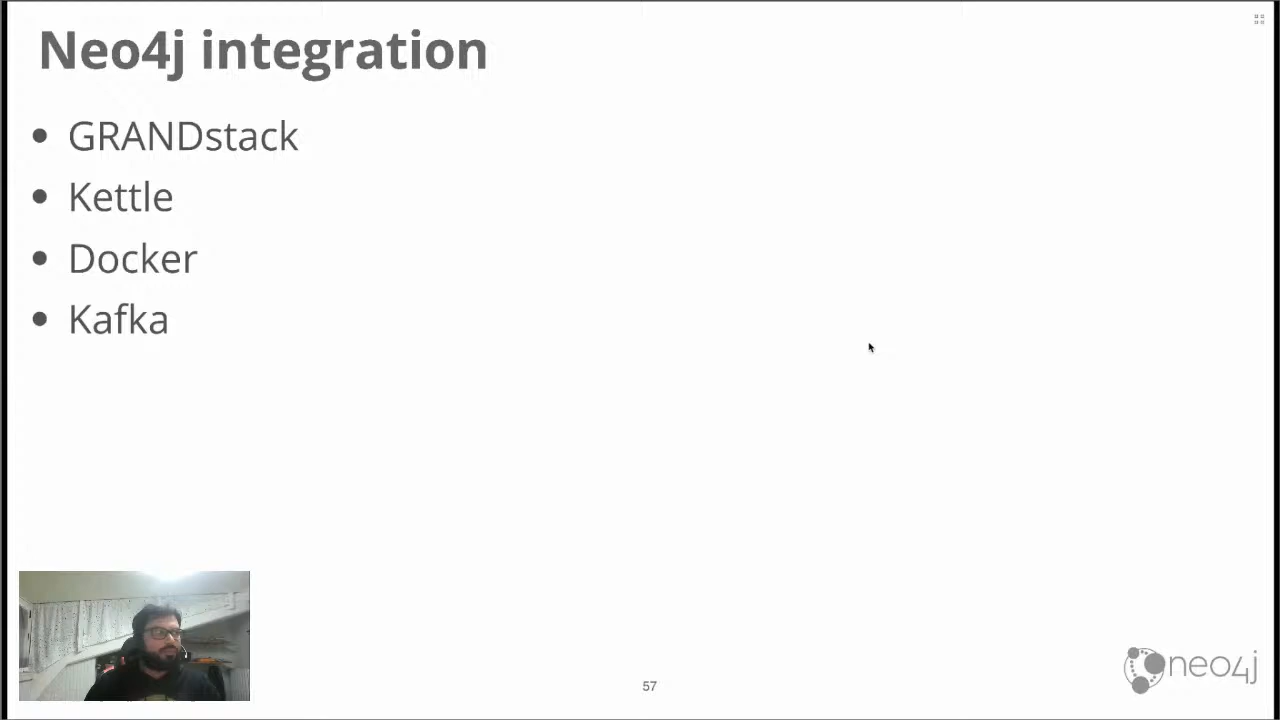 Neo4j integration
• GRANDstack
• Kettle
• Docker
• Kafka
57
neo4j